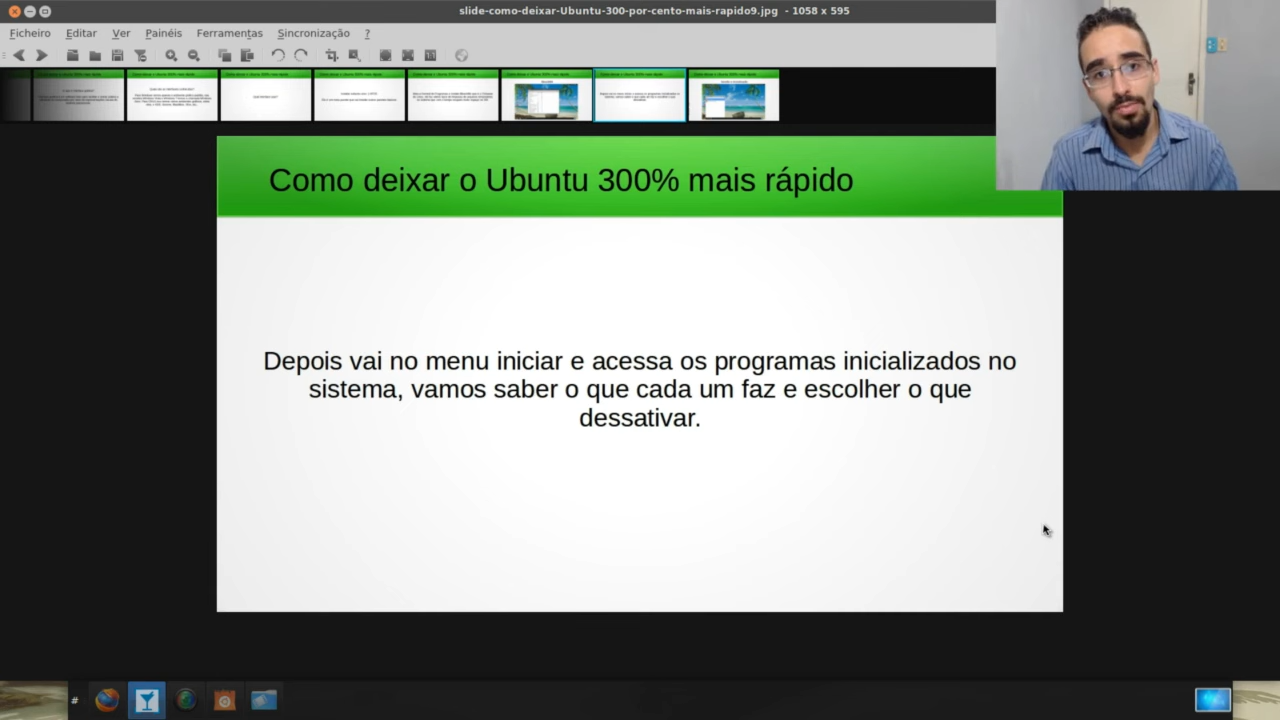 slide-como-deixar-Ubuntu-300-por-cento-mais-rapido9.jpg - 1058 x 595
Ficheiro Editar Ver Painéis Ferramentas Sincronização ?
Como deixar o Ubuntu 300% mais rápido
Depois vai no menu iniciar e acessa os programas inicializados no
sistema, vamos saber o que cada um faz e escolher o que
dessativar.
#